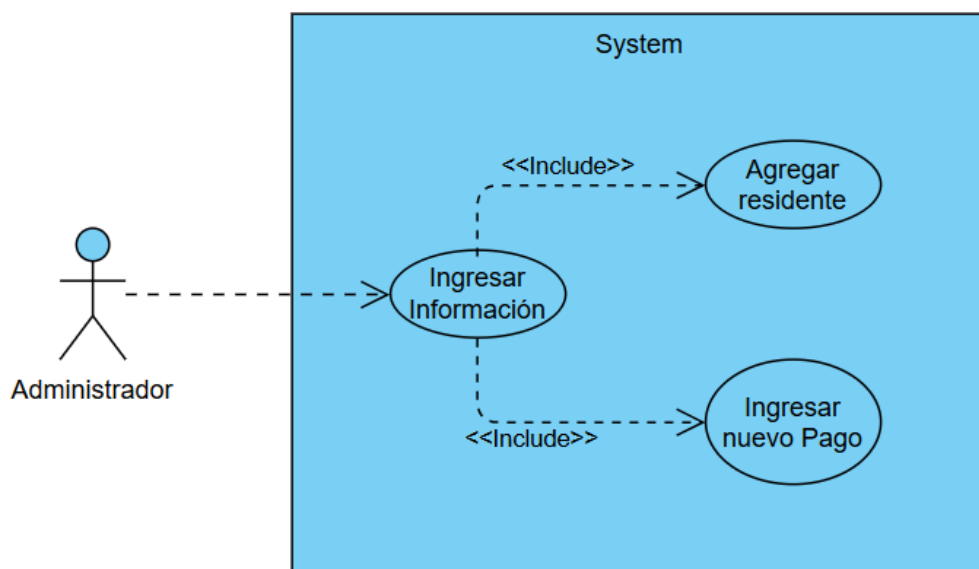 System
<<Include>>
Agregar
residente
Ingresar
Información
Administrador
<<Include>>
Ingresar
nuevo Pago